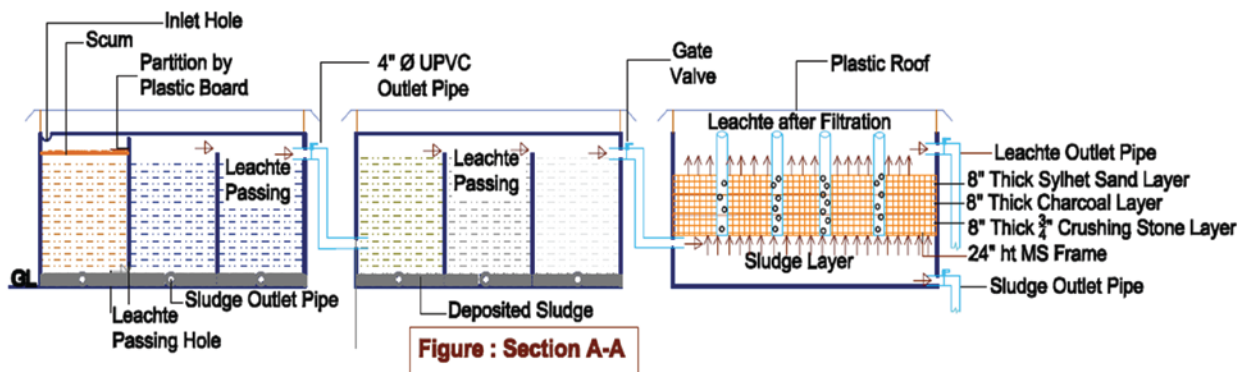 Inlet Hole
Scum
Partition by
Plastic Board
4" Ø UPVC
Outlet Pipe
Gate
Valve
Plastic Roof
Leachte after Filtration
Leachte
Passing
Leachte
Passing
Leachte Outlet Pipe
8" Thick Sylhet Sand Layer
8" Thick Charcoal Layer
8" Thick ¾" Crushing Stone Layer
24" ht MS Frame
Sludge Layer
GL
Sludge Outlet Pipe
Sludge Outlet Pipe
Leachte
Passing Hole
Deposited Sludge
Figure : Section A-A